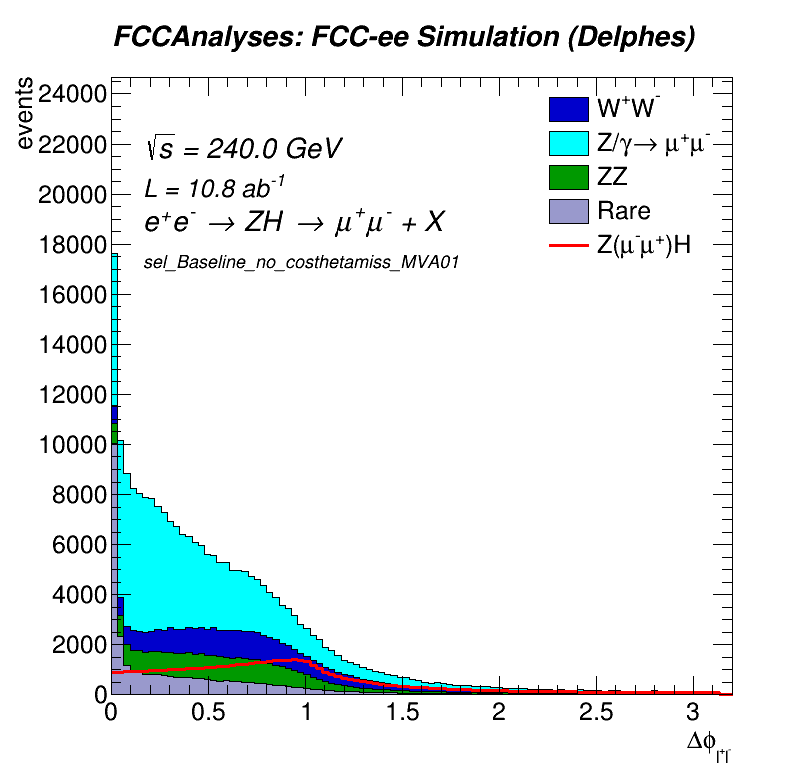 FCCAnalyses: FCC-ee Simulation (Delphes)
events
24000
22000
20000
18000
16000
14000
12000
10000
8000
6000
4000
2000
0
√s = 240.0 GeV
L = 10.8 ab⁻¹
e⁺e⁻ → ZH → μ⁺μ⁻ + X
sel_Baseline_no_costhetamiss_MVA01
W⁺W⁻
Z/γ→ μ⁺μ⁻
ZZ
Rare
Z(μ⁻μ⁺)H
0 0.5 1 1.5 2 2.5 3
Δϕ l⁺l⁻